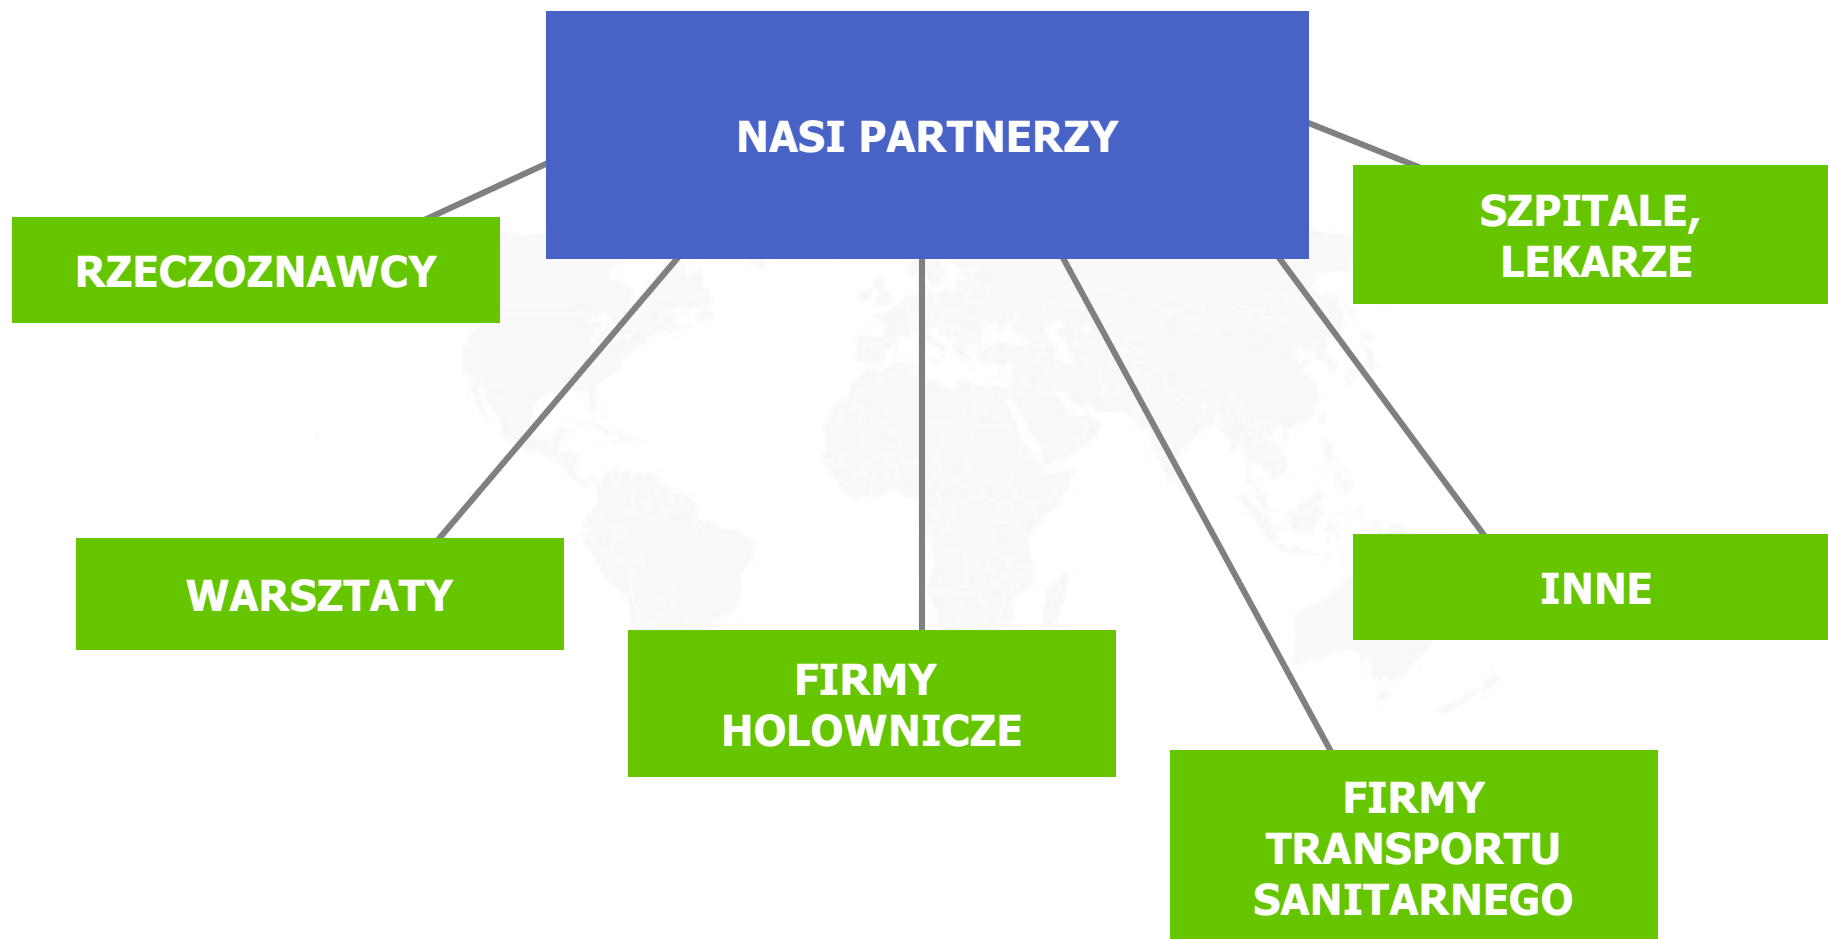 NASI PARTNERZY
SZPITALE,
LEKARZE
RZECZOZNAWCY
WARSZTATY
INNE
FIRMY
HOLOWNICZE
FIRMY
TRANSPORTU
SANITARNEGO